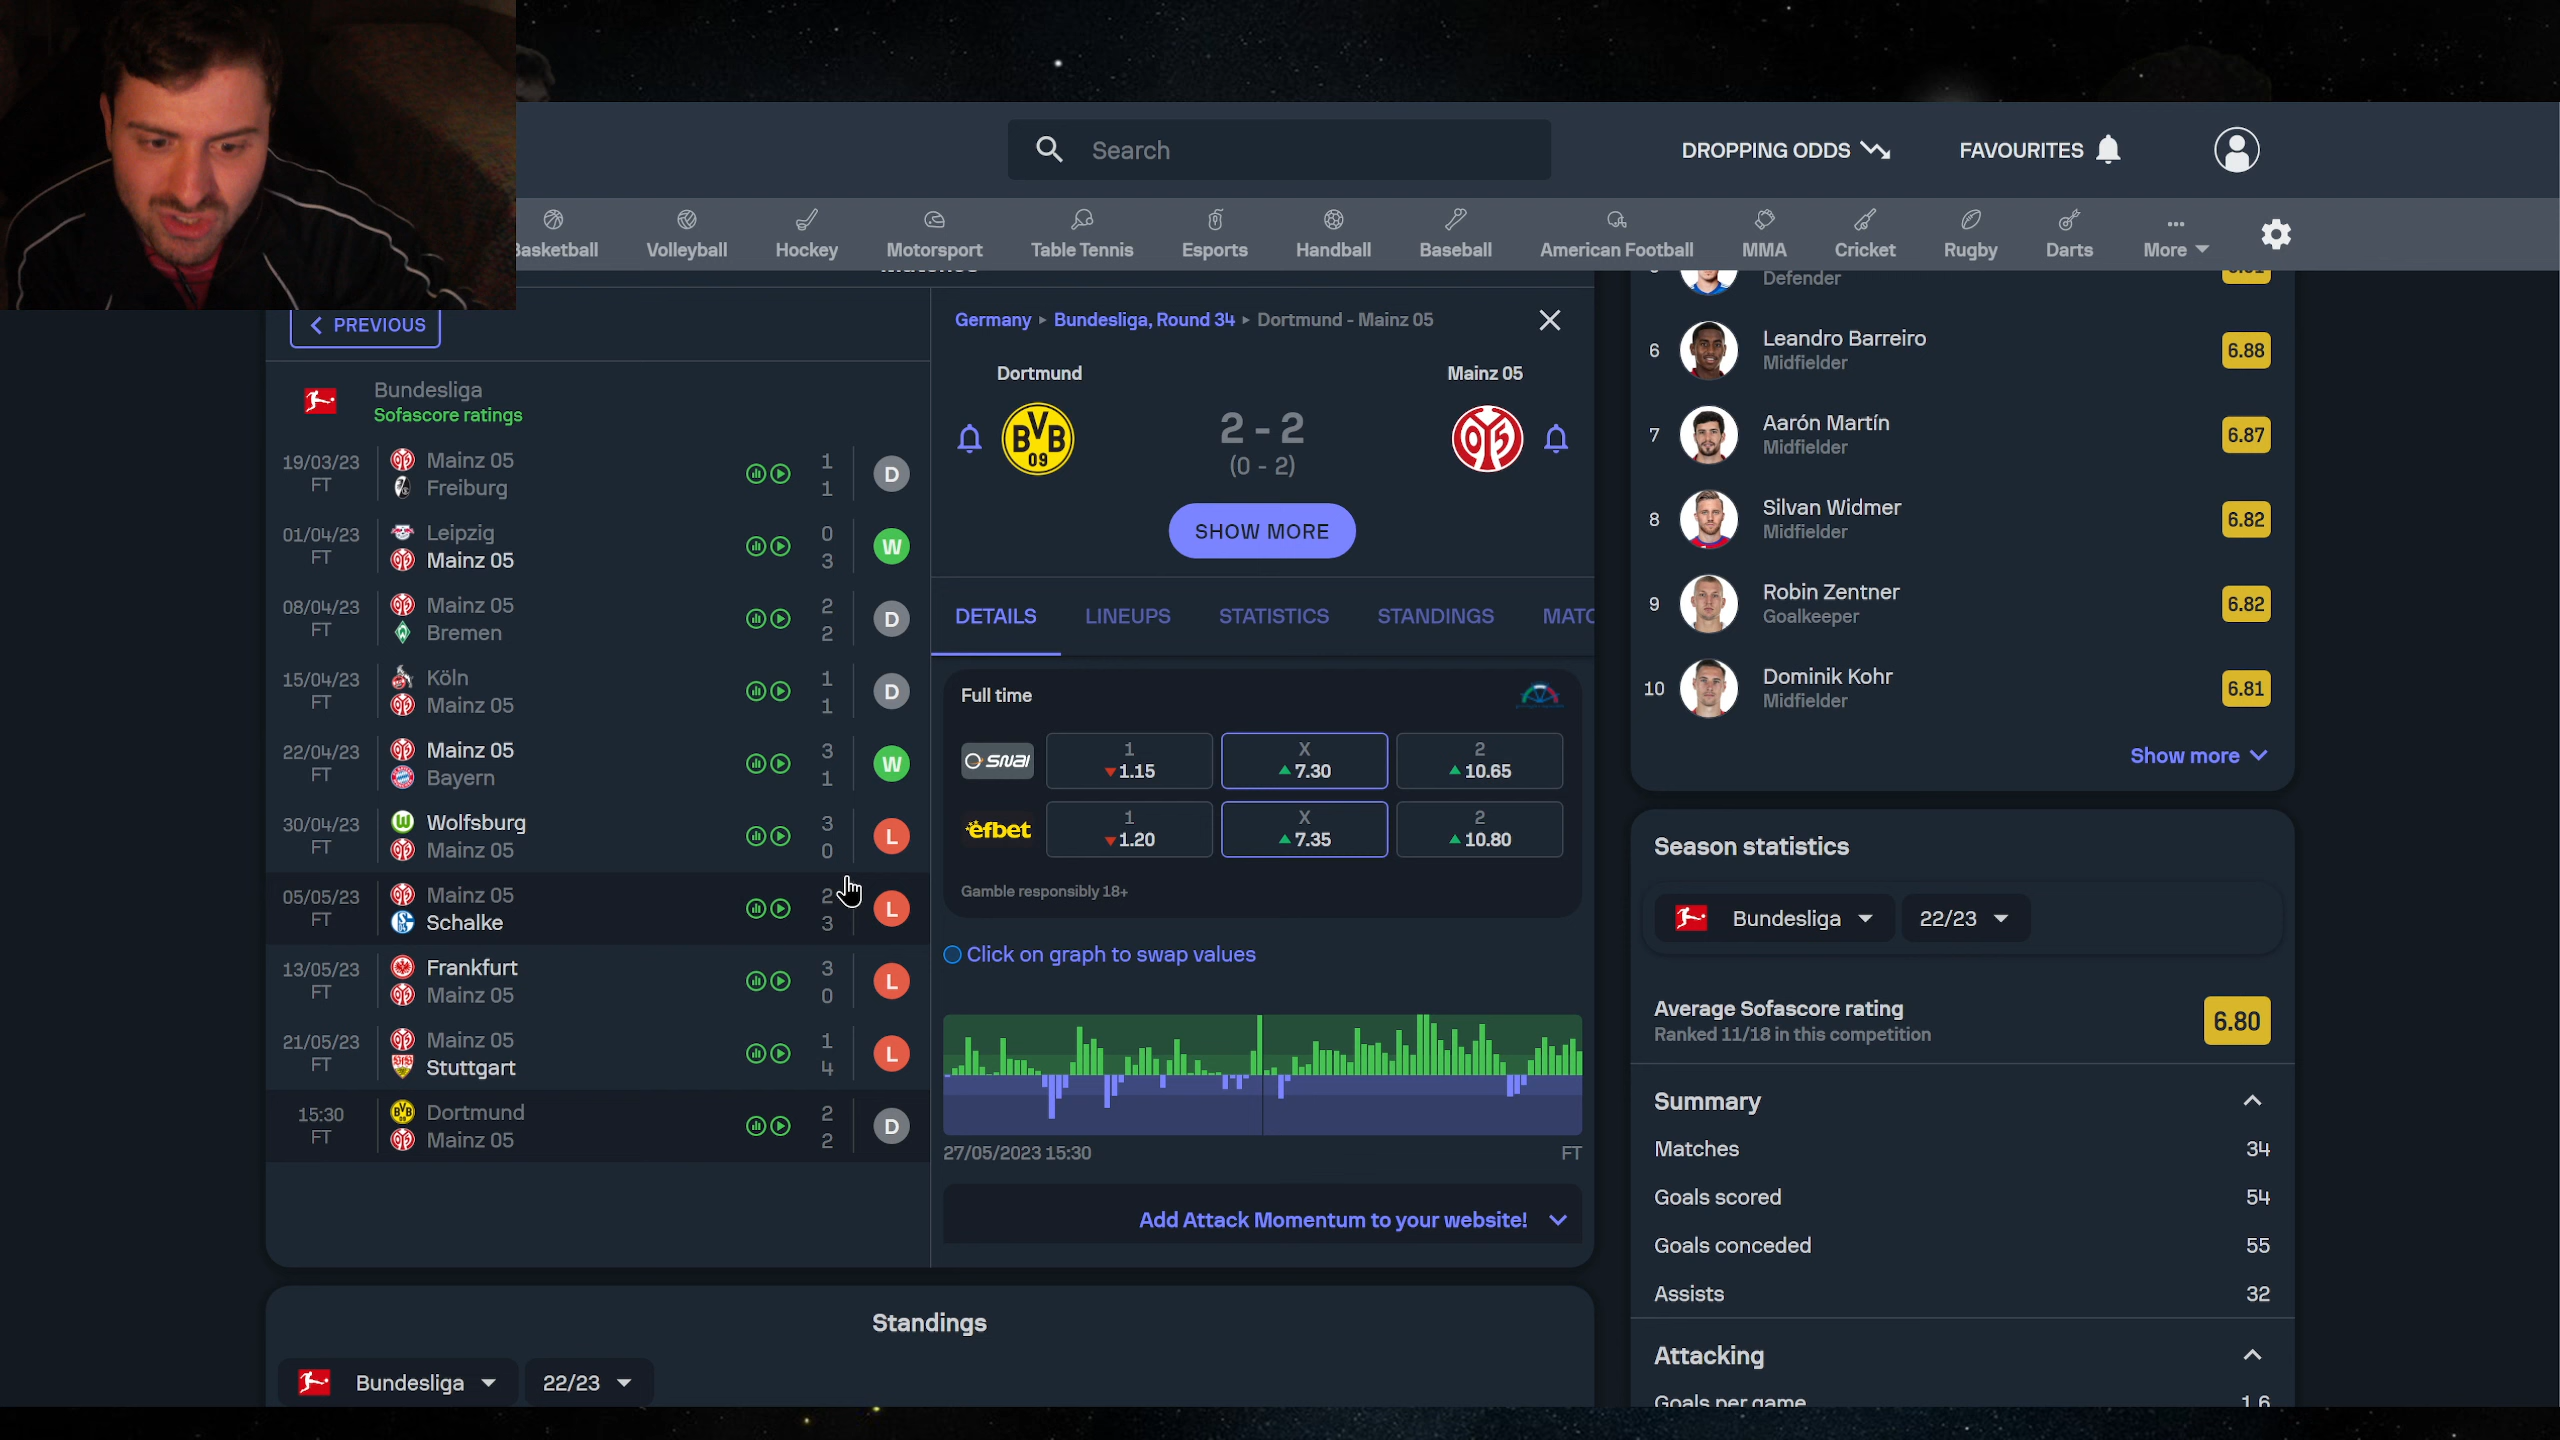 Search
DROPPING ODDS
FAVOURITES
Basketball
Volleyball
Hockey
Motorsport
Table Tennis
Esports
Handball
Baseball
American Football
MMA
Cricket
Rugby
Darts
More
PREVIOUS
Bundesliga
Sofascore ratings
19/03/23 Mainz 05 1 D
FT Freiburg 1
01/04/23 Leipzig 0 W
FT Mainz 05 3
08/04/23 Mainz 05 2 D
FT Bremen 2
15/04/23 Köln 1 D
FT Mainz 05 1
22/04/23 Mainz 05 3 W
FT Bayern 1
30/04/23 Wolfsburg 3 L
FT Mainz 05 0
05/05/23 Mainz 05 2 L
FT Schalke 3
13/05/23 Frankfurt 3 L
FT Mainz 05 0
21/05/23 Mainz 05 1 L
FT Stuttgart 4
15:30 Dortmund 2 D
FT Mainz 05 2
Germany Bundesliga, Round 34 Dortmund - Mainz 05
Dortmund
Mainz 05
BVB
09
2 - 2
(0 - 2)
SHOW MORE
DETAILS LINEUPS STATISTICS STANDINGS MATC
Full time
SNAI 1 1.15 X 7.30 2 10.65
efbet 1 1.20 X 7.35 2 10.80
Gamble responsibly 18+
Click on graph to swap values
27/05/2023 15:30 FT
Add Attack Momentum to your website!
Standings
Bundesliga 22/23
Defender
6 Leandro Barreiro 6.88
Midfielder
7 Aarón Martín 6.87
Midfielder
8 Silvan Widmer 6.82
Midfielder
9 Robin Zentner 6.82
Goalkeeper
10 Dominik Kohr 6.81
Midfielder
Show more
Season statistics
Bundesliga 22/23
Average Sofascore rating 6.80
Ranked 11/18 in this competition
Summary
Matches 34
Goals scored 54
Goals conceded 55
Assists 32
Attacking
Goals per game 1.6